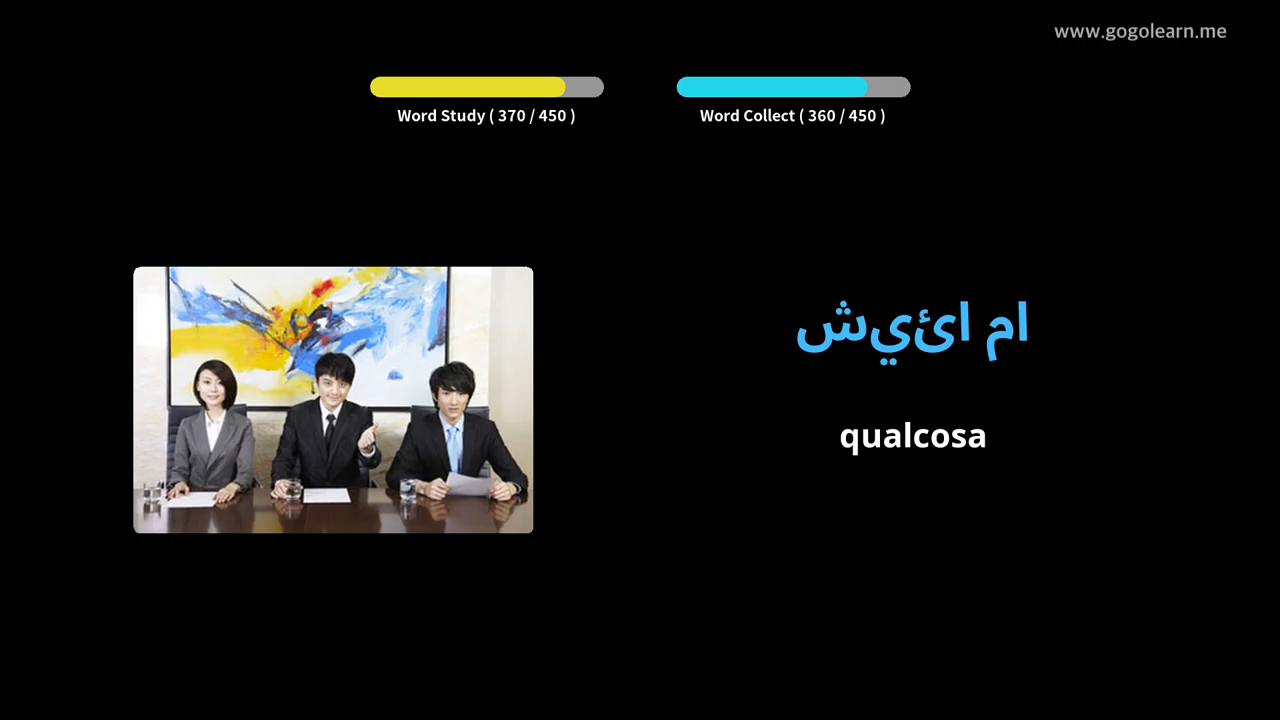 www.gogolearn.me
Word Study ( 370 / 450 )
Word Collect ( 360 / 450 )
ام ائيش
qualcosa